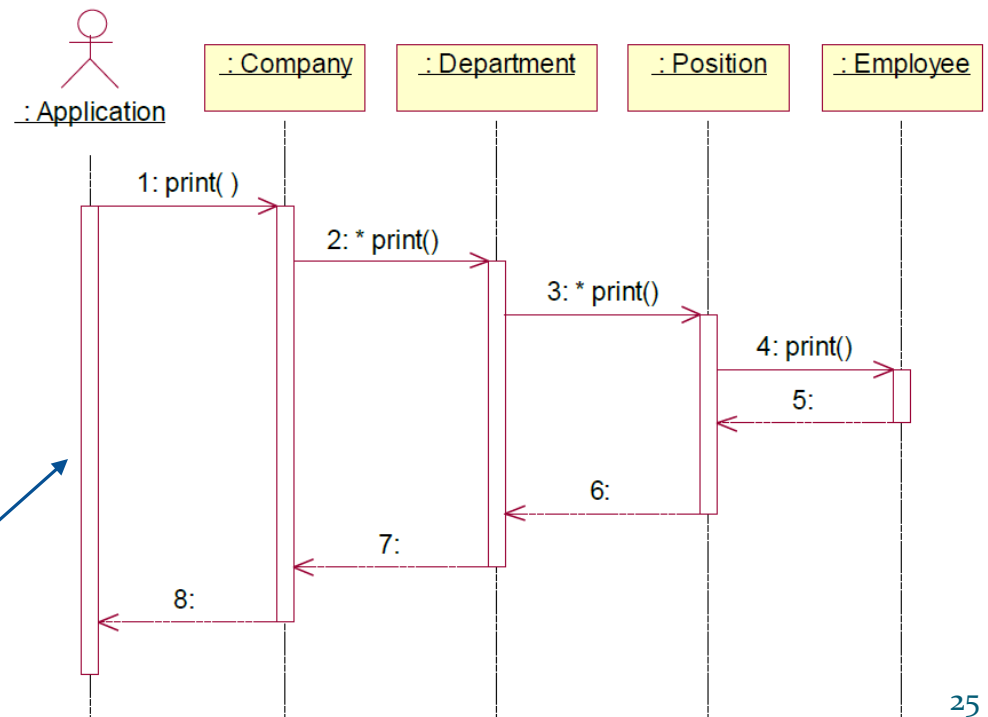 : Company
: Department
: Position
: Employee
: Application
1: print( )
2: * print()
3: * print()
4: print()
5:
6:
7:
8:
25